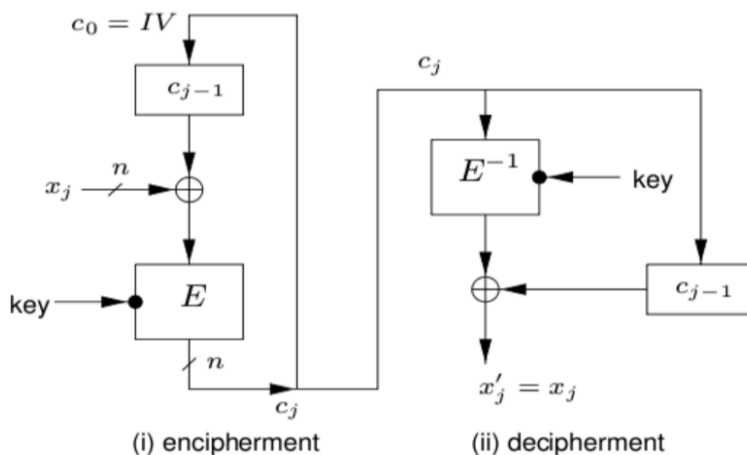 c₀ = IV
cⱼ₋₁
n
xⱼ
key
E
n
cⱼ
(i) encipherment
cⱼ
E⁻¹
key
cⱼ₋₁
x′ⱼ = xⱼ
(ii) decipherment